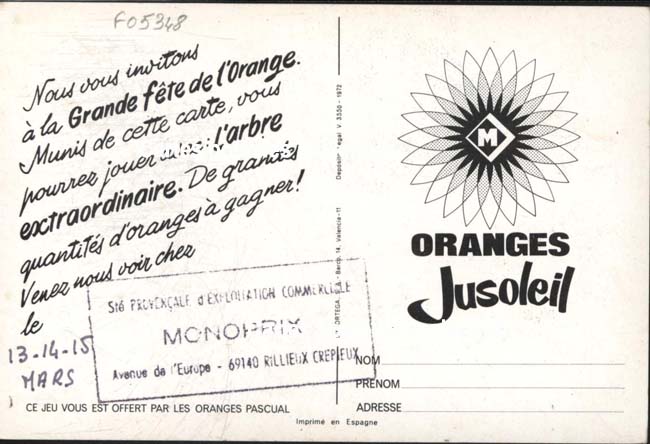 F05348
Nous vous invitons
à la Grande fête de l'Orange.
Munis de cette carte, vous
pourrez jouer l'arbre
extraordinaire. De grandes
quantités d'oranges à gagner!
Venez nous voir chez
le
13-14-15
MARS
Sté PROVENÇALE d'EXPLOITATION COMMERCIALE
MONOPRIX
Avenue de l'Europe - 69140 RILLIEUX CREPIEUX
CE JEU VOUS EST OFFERT PAR LES ORANGES PASCUAL
Imprimé en Espagne
ORTEGA, - Barco, 14, Valencia-11
Deposito Legal V. 3550 - 1972
M
ORANGES
Jusoleil
NOM
PRENOM
ADRESSE